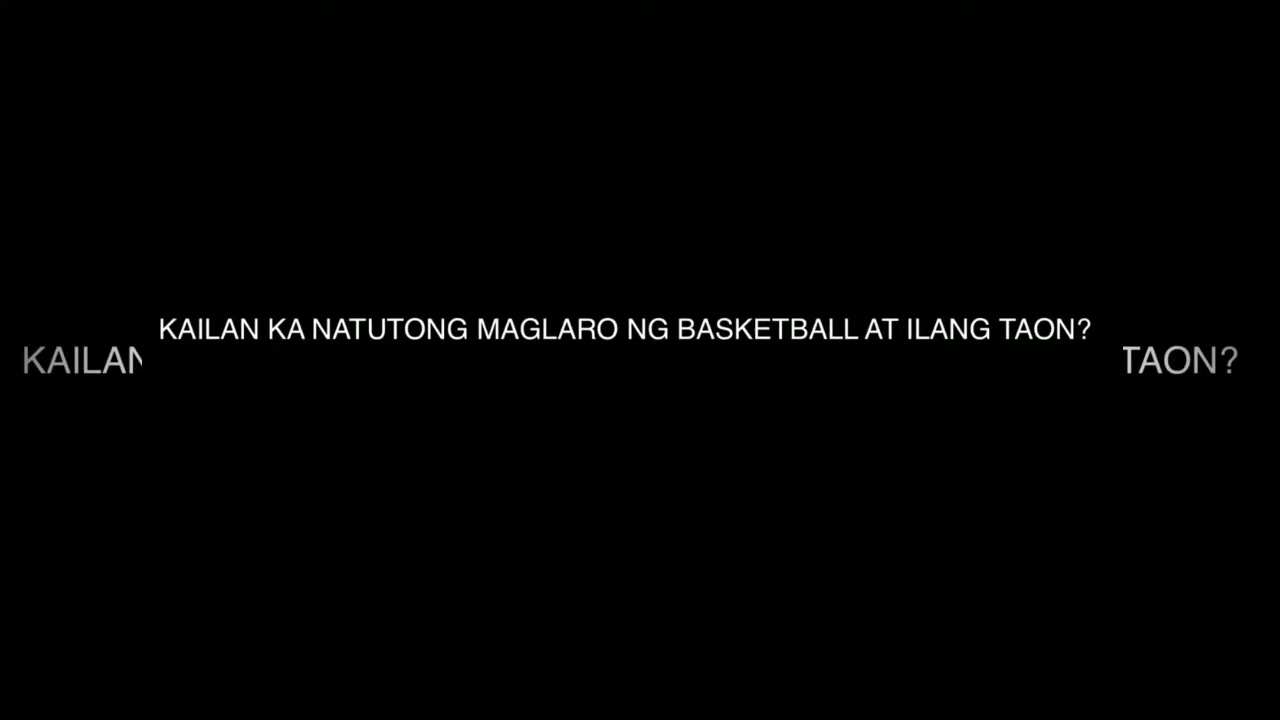 KAILAN KA NATUTONG MAGLARO NG BASKETBALL AT ILANG TAON?
KAILAN TAON?